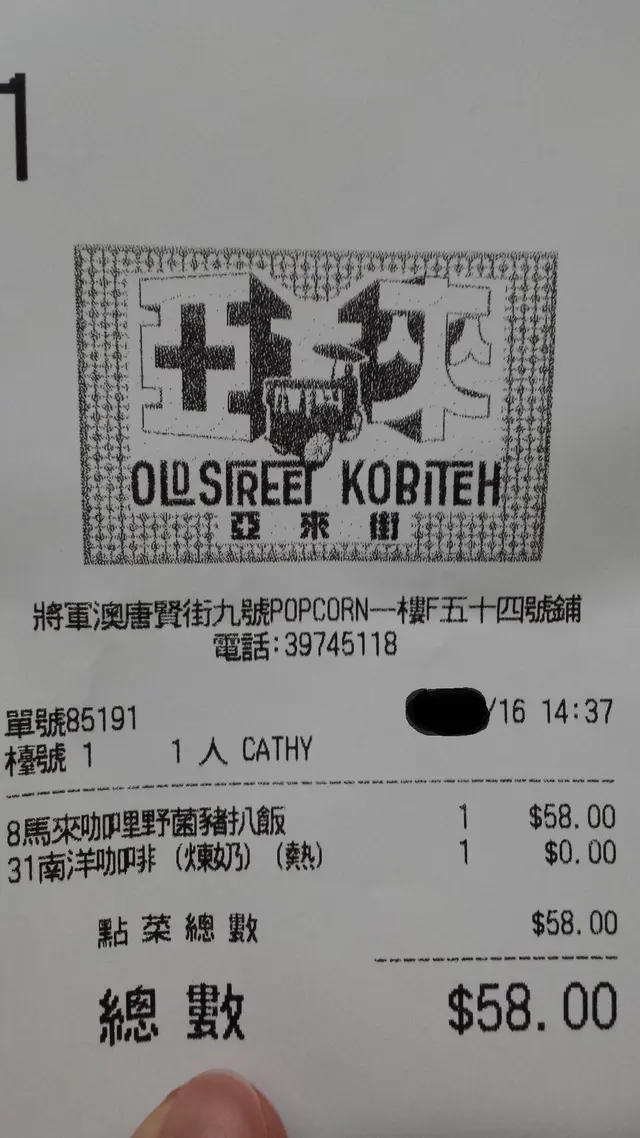 1
亞來
OLD STREET KOBITEH
亞來街
將軍澳唐賢街九號POPCORN一樓F五十四號鋪
電話:39745118
單號85191 /16 14:37
檯號 1 1 人 CATHY
8馬來咖哩野菌豬扒飯 1 $58.00
31南洋咖啡（煉奶）（熱） 1 $0.00
點菜總數 $58.00
總數 $58.00